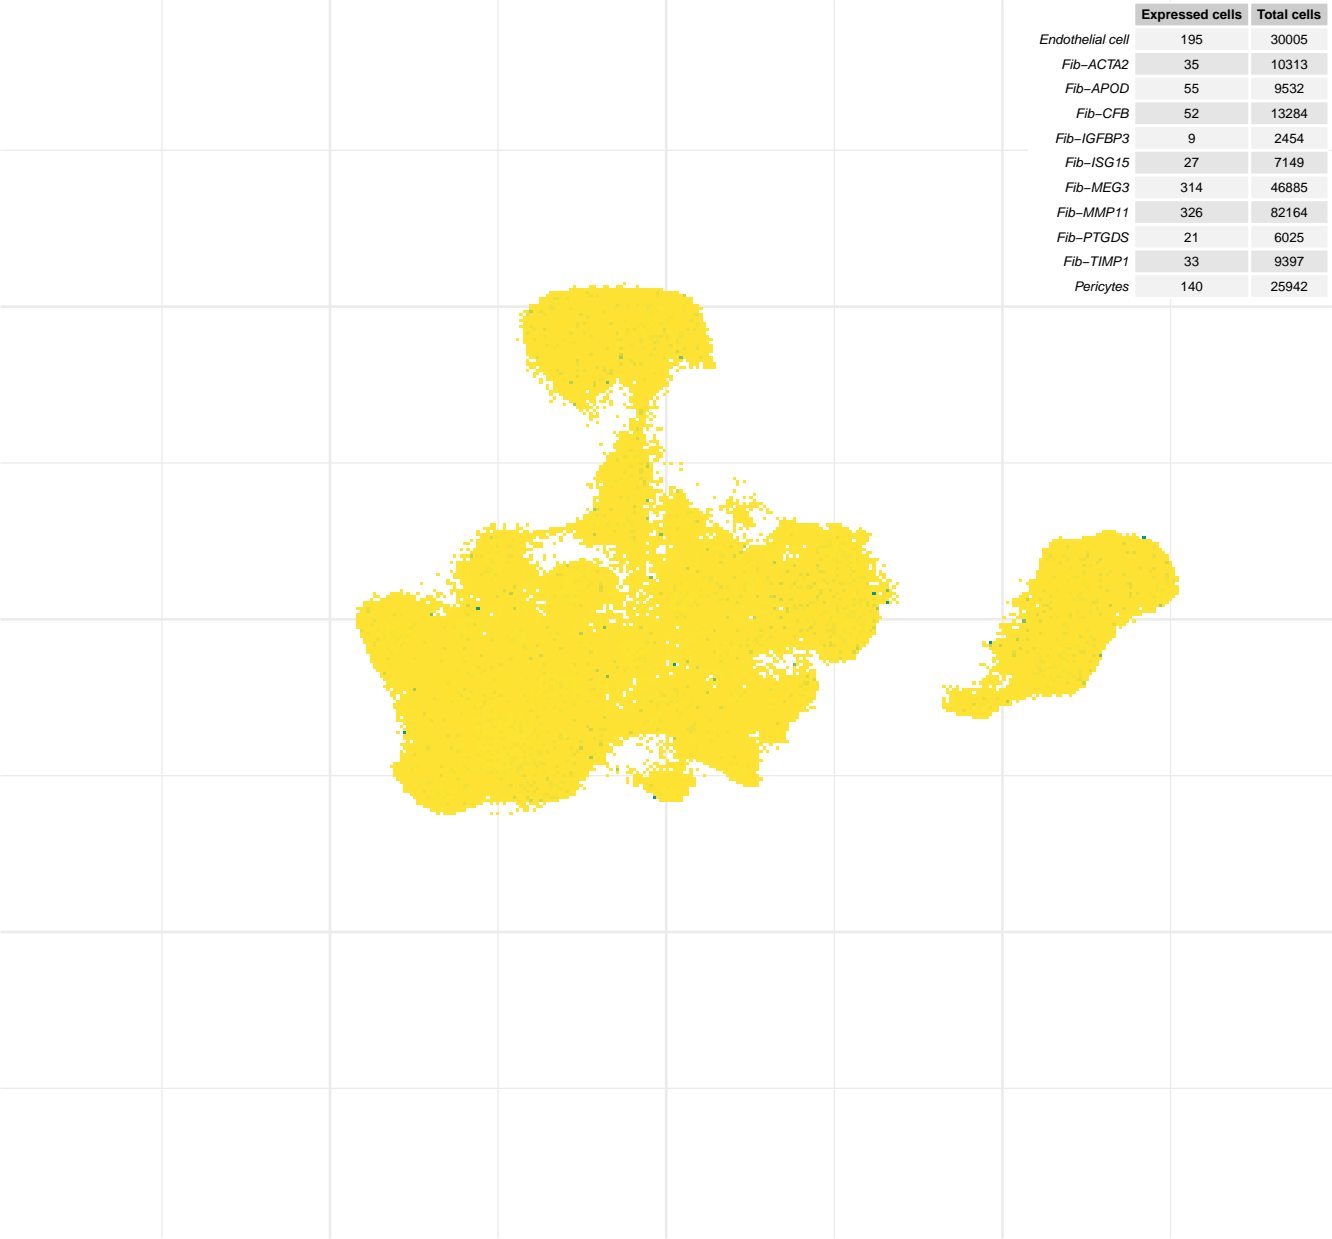 Expressed cells Total cells
Endothelial cell 195 30005
Fib−ACTA2 35 10313
Fib−APOD 55 9532
Fib−CFB 52 13284
Fib−IGFBP3 9 2454
Fib−ISG15 27 7149
Fib−MEG3 314 46885
Fib−MMP11 326 82164
Fib−PTGDS 21 6025
Fib−TIMP1 33 9397
Pericytes 140 25942